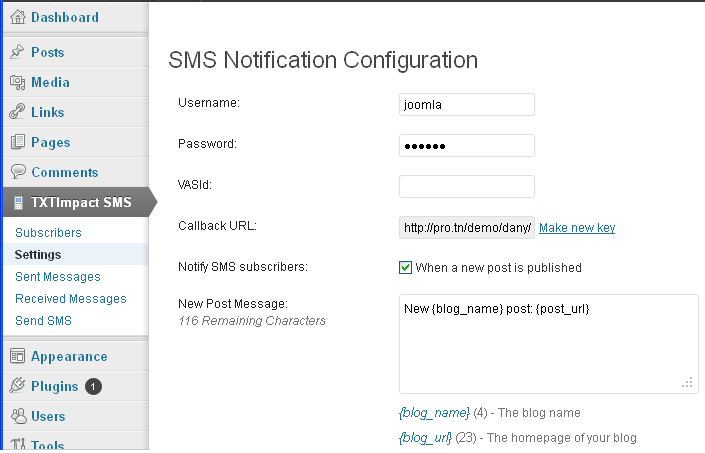 Dashboard
Posts
Media
Links
Pages
Comments
TXTImpact SMS
Subscribers
Settings
Sent Messages
Received Messages
Send SMS
Appearance
Plugins 1
Users
Tools
SMS Notification Configuration
Username: joomla
Password: ••••••
VASId:
Callback URL: http://pro.tn/demo/dany/ Make new key
Notify SMS subscribers: When a new post is published
New Post Message: New {blog_name} post: {post_url}
116 Remaining Characters
{blog_name} (4) - The blog name
{blog_url} (23) - The homepage of your blog